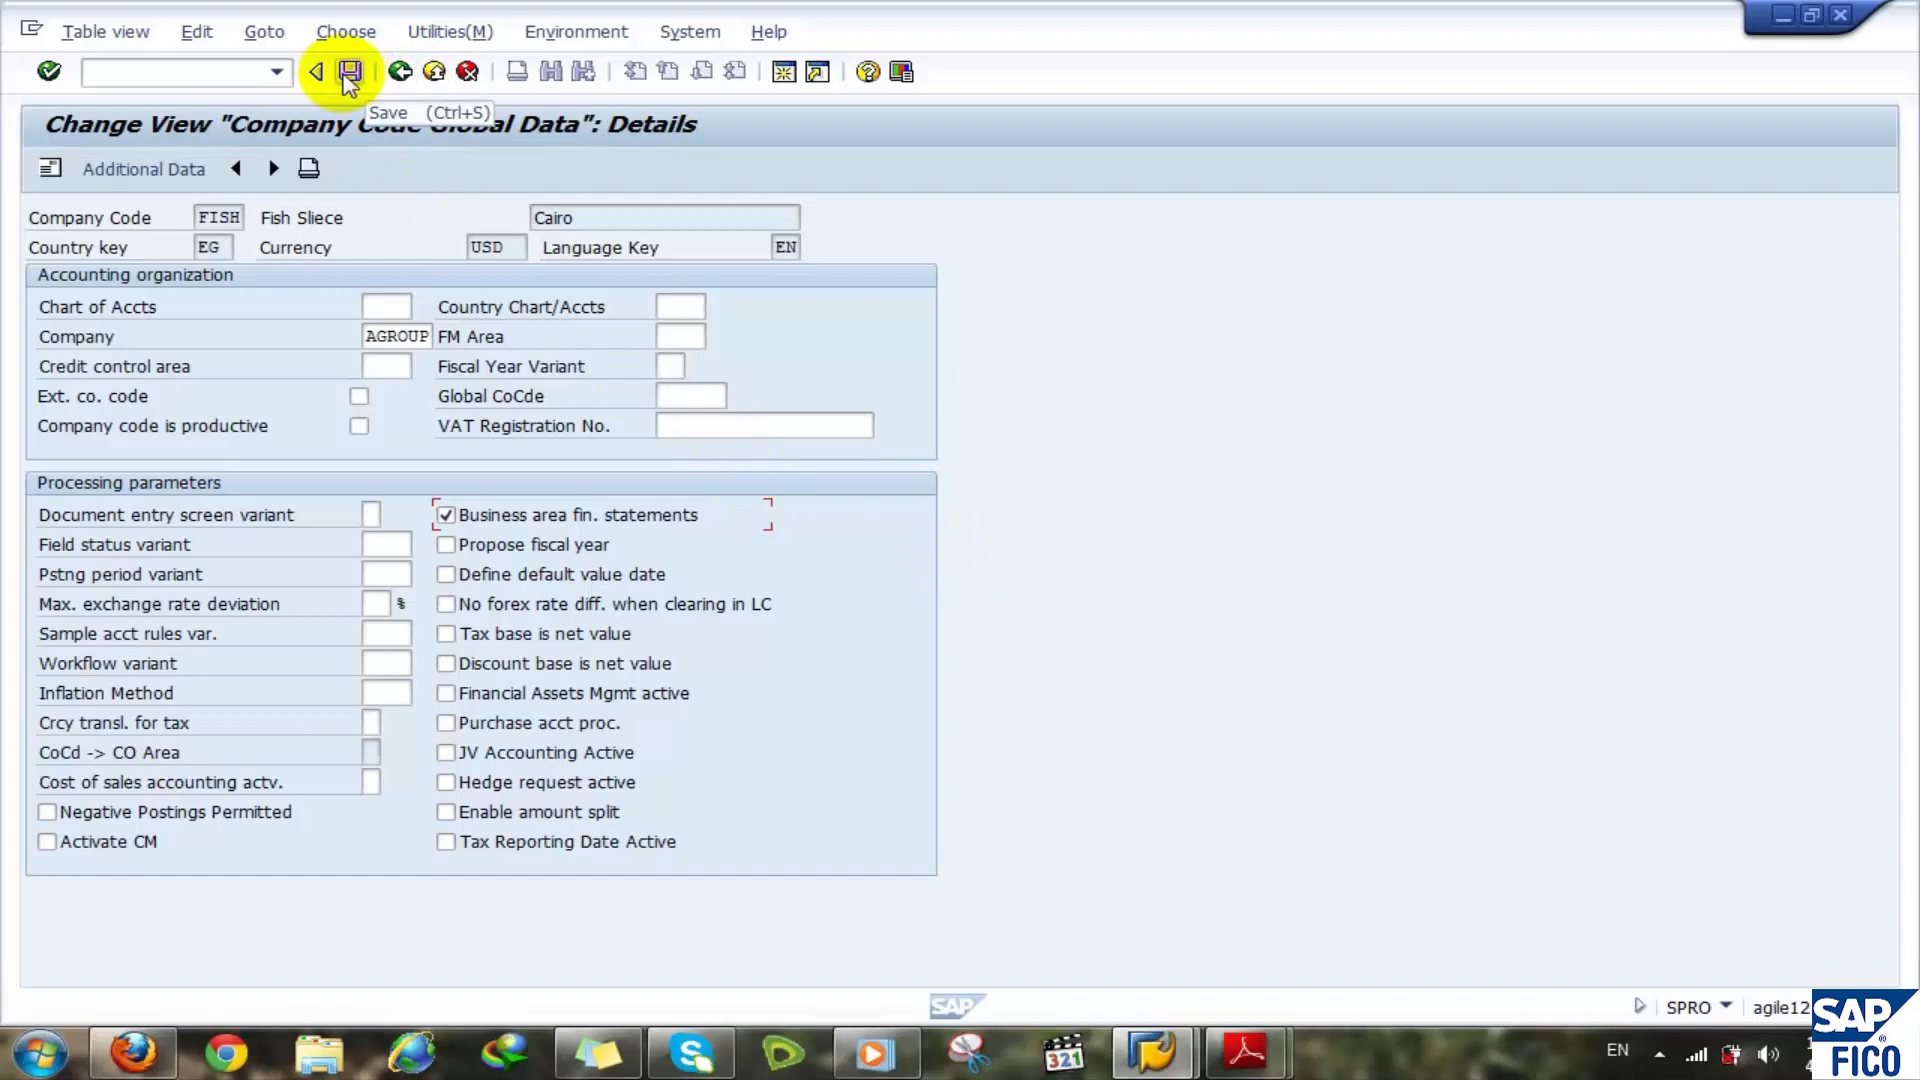 Table view Edit Goto Choose Utilities(M) Environment System Help
Save (Ctrl+S)
Change View "Company Code Global Data": Details
Additional Data
Company Code FISH Fish Sliece Cairo
Country key EG Currency USD Language Key EN
Accounting organization
Chart of Accts Country Chart/Accts
Company AGROUP FM Area
Credit control area Fiscal Year Variant
Ext. co. code Global CoCde
Company code is productive VAT Registration No.
Processing parameters
Document entry screen variant Business area fin. statements
Field status variant Propose fiscal year
Pstng period variant Define default value date
Max. exchange rate deviation % No forex rate diff. when clearing in LC
Sample acct rules var. Tax base is net value
Workflow variant Discount base is net value
Inflation Method Financial Assets Mgmt active
Crcy transl. for tax Purchase acct proc.
CoCd -> CO Area JV Accounting Active
Cost of sales accounting actv. Hedge request active
Negative Postings Permitted Enable amount split
Activate CM Tax Reporting Date Active
SAP SPRO agile12
SAP
FICO
321
EN